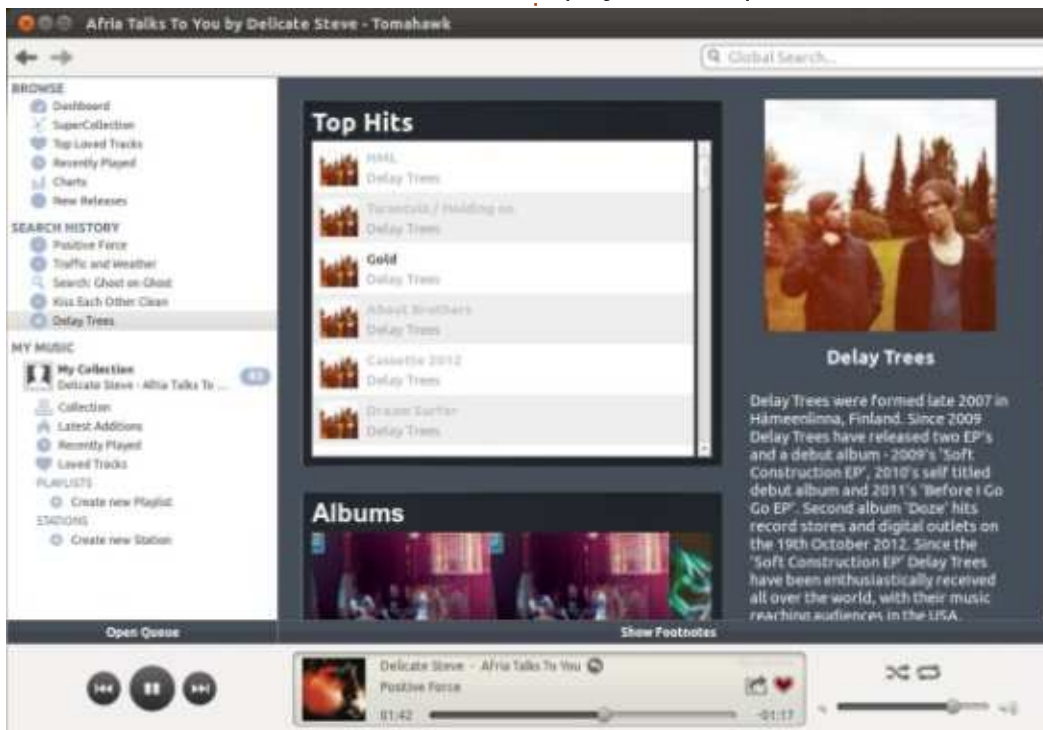 Afria Talks To You by Delicate Steve - Tomahawk
Global Search...
BROWSE
Dashboard
SuperCollection
Top Loved Tracks
Recently Played
Charts
New Releases
SEARCH HISTORY
Positive Force
Traffic and Weather
Search: Ghost on Ghost
Kiss Each Other Clean
Delay Trees
MY MUSIC
My Collection
Delicate Steve - Afria Talks To ...
Collection
Latest Additions
Recently Played
Loved Tracks
PLAYLISTS
Create new Playlist
STATIONS
Create new Station
Open Queue
Top Hits
HML
Delay Trees
Tarantula / Holding on
Delay Trees
Gold
Delay Trees
About Brothers
Delay Trees
Cassette 2012
Delay Trees
Dream Surfer
Delay Trees
Albums
Delay Trees
Delay Trees were formed late 2007 in
Hämeenlinna, Finland. Since 2009
Delay Trees have released two EP's
and a debut album - 2009's 'Soft
Construction EP', 2010's self titled
debut album and 2011's 'Before I Go
Go EP'. Second album 'Doze' hits
record stores and digital outlets on
the 19th October 2012. Since the
'Soft Construction EP' Delay Trees
have been enthusiastically received
all over the world, with their music
reaching audiences in the USA,
Show Footnotes
Delicate Steve - Afria Talks To You
Positive Force
01:42
-01:17